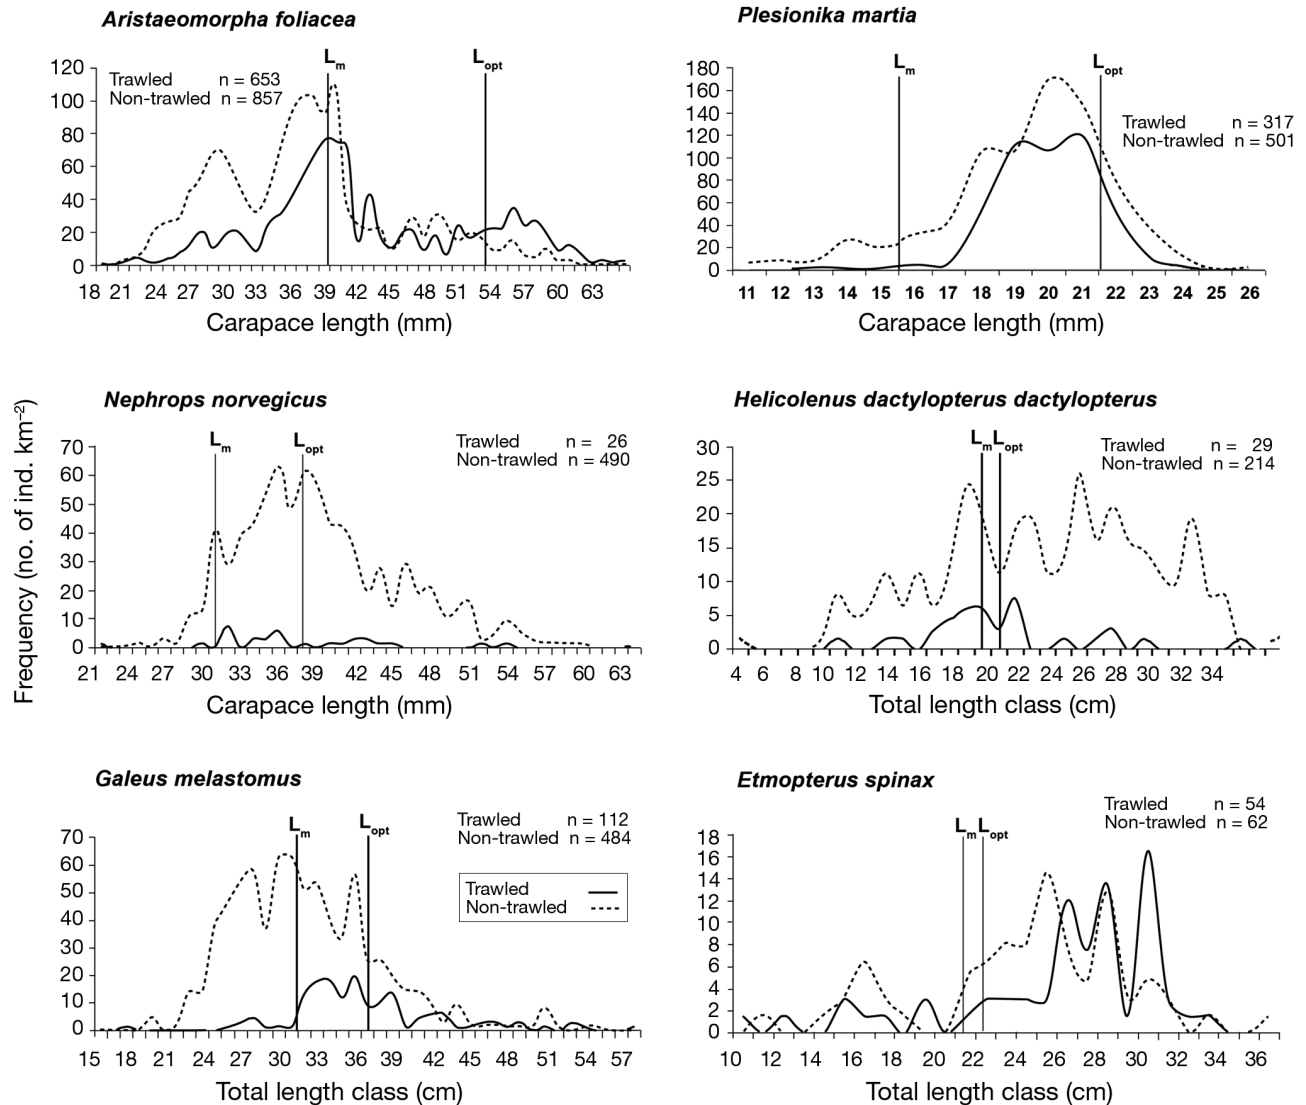 Aristaeomorpha foliacea
Trawled n = 653
Non-trawled n = 857
Lm
Lopt
120
100
80
60
40
20
0
18 21 24 27 30 33 36 39 42 45 48 51 54 57 60 63
Carapace length (mm)
Plesionika martia
Lm
Lopt
Trawled n = 317
Non-trawled n = 501
180
160
140
120
100
80
60
40
20
0
11 12 13 14 15 16 17 18 19 20 21 22 23 24 25 26
Carapace length (mm)
Frequency (no. of ind. km–2)
Nephrops norvegicus
Lm
Lopt
Trawled n = 26
Non-trawled n = 490
70
60
50
40
30
20
10
0
21 24 27 30 33 36 39 42 45 48 51 54 57 60 63
Carapace length (mm)
Helicolenus dactylopterus dactylopterus
Lm Lopt
Trawled n = 29
Non-trawled n = 214
30
25
20
15
10
5
0
4 6 8 10 12 14 16 18 20 22 24 26 28 20 32 34
Total length class (cm)
Galeus melastomus
Lm
Lopt
Trawled n = 112
Non-trawled n = 484
Trawled
Non-trawled
70
60
50
40
30
20
10
0
15 18 21 24 27 30 33 36 39 42 45 48 51 54 57
Total length class (cm)
Etmopterus spinax
Lm Lopt
Trawled n = 54
Non-trawled n = 62
18
16
14
12
10
8
6
4
2
0
10 12 14 16 18 20 22 24 26 28 30 32 34 36
Total length class (cm)